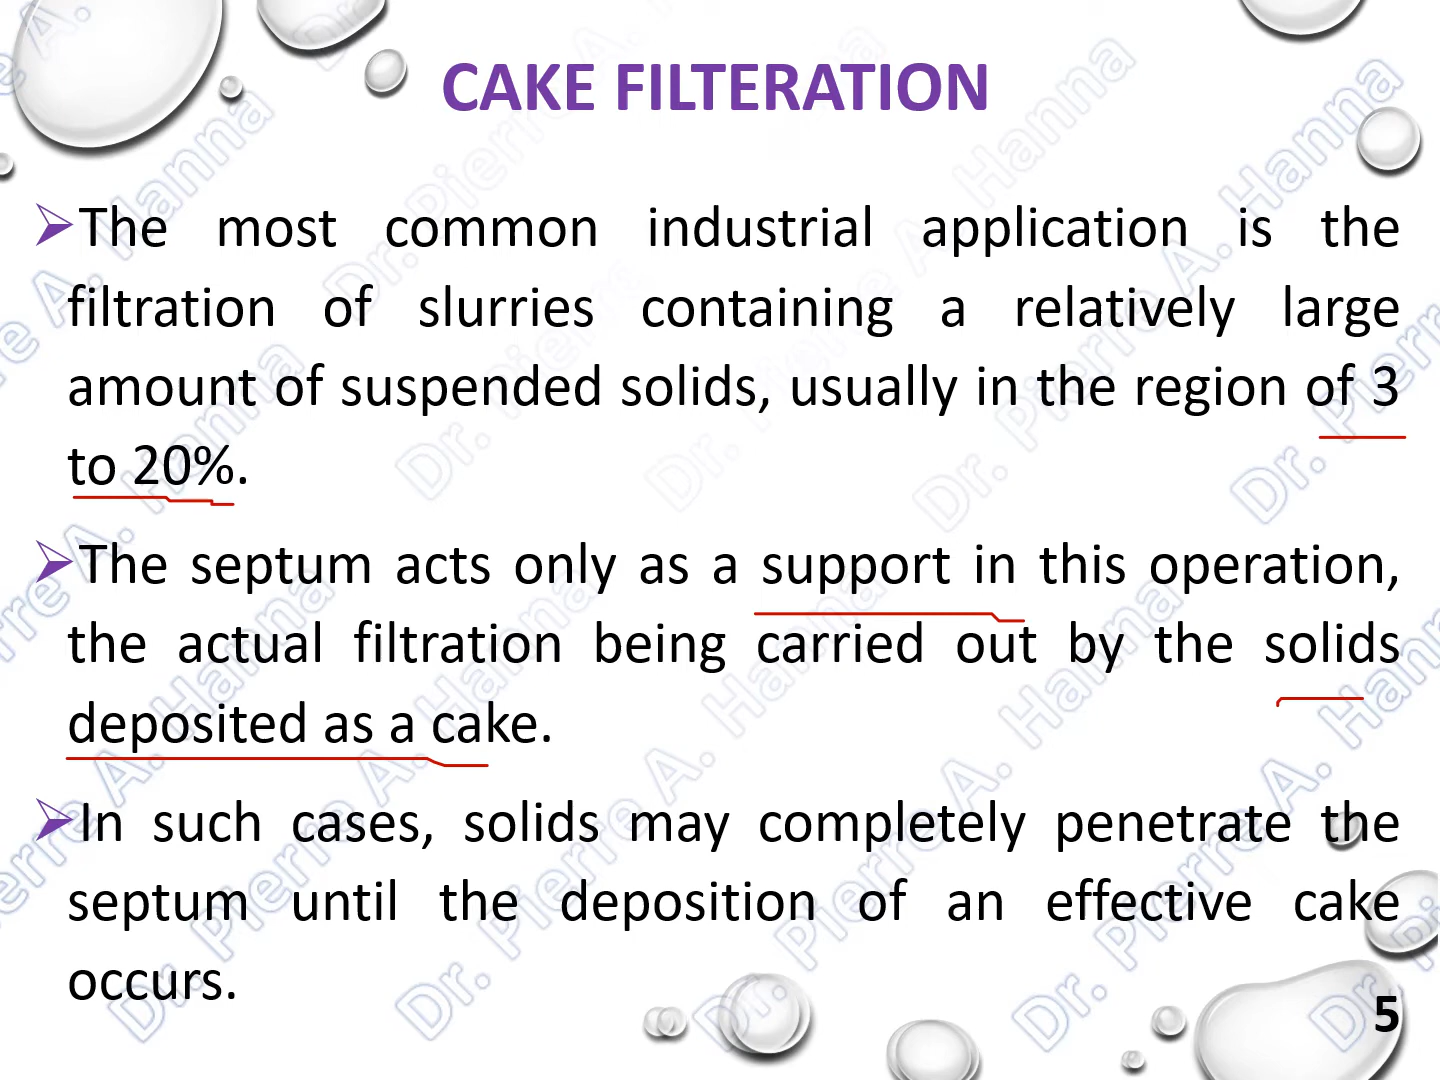 CAKE FILTERATION
The most common industrial application is the
filtration of slurries containing a relatively large
amount of suspended solids, usually in the region of 3
to 20%.
The septum acts only as a support in this operation,
the actual filtration being carried out by the solids
deposited as a cake.
In such cases, solids may completely penetrate the
septum until the deposition of an effective cake
occurs.
5
Dr. Pierre A. Hanna